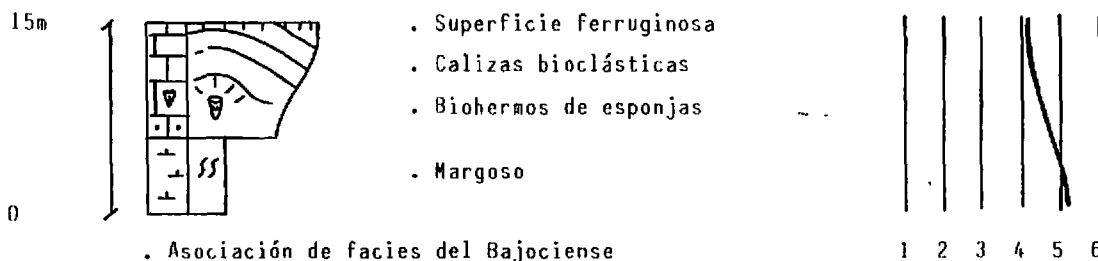 15m
. Superficie ferruginosa
. Calizas bioclásticas
. Biohermos de esponjas
. Margoso
0
. Asociación de facies del Bajociense
1 2 3 4 5 6